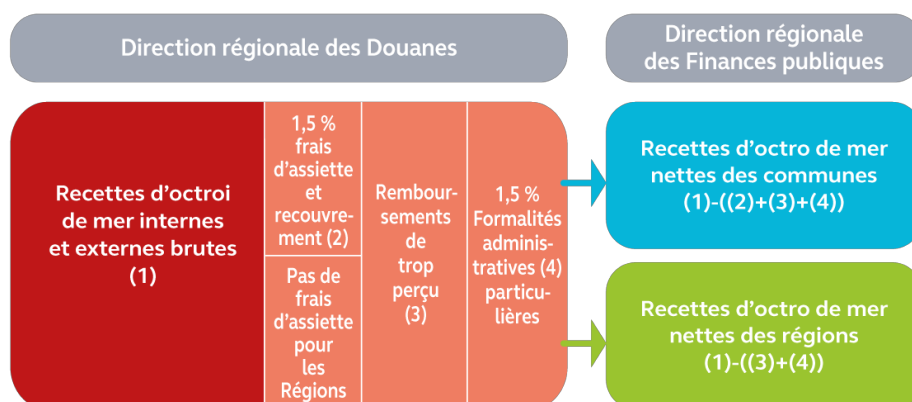 Direction régionale des Douanes
Direction régionale
des Finances publiques
Recettes d'octroi
de mer internes
et externes brutes
(1)
1,5 %
frais
d'assiette
et
recouvre-
ment (2)
Pas de
frais
d'assiette
pour
les
Régions
Rembour-
sements
de
trop
perçu
(3)
1,5 %
Formalités
adminis-
tratives (4)
particu-
lières
Recettes d'octro de mer
nettes des communes
(1)-((2)+(3)+(4))
Recettes d'octro de mer
nettes des régions
(1)-((3)+(4))